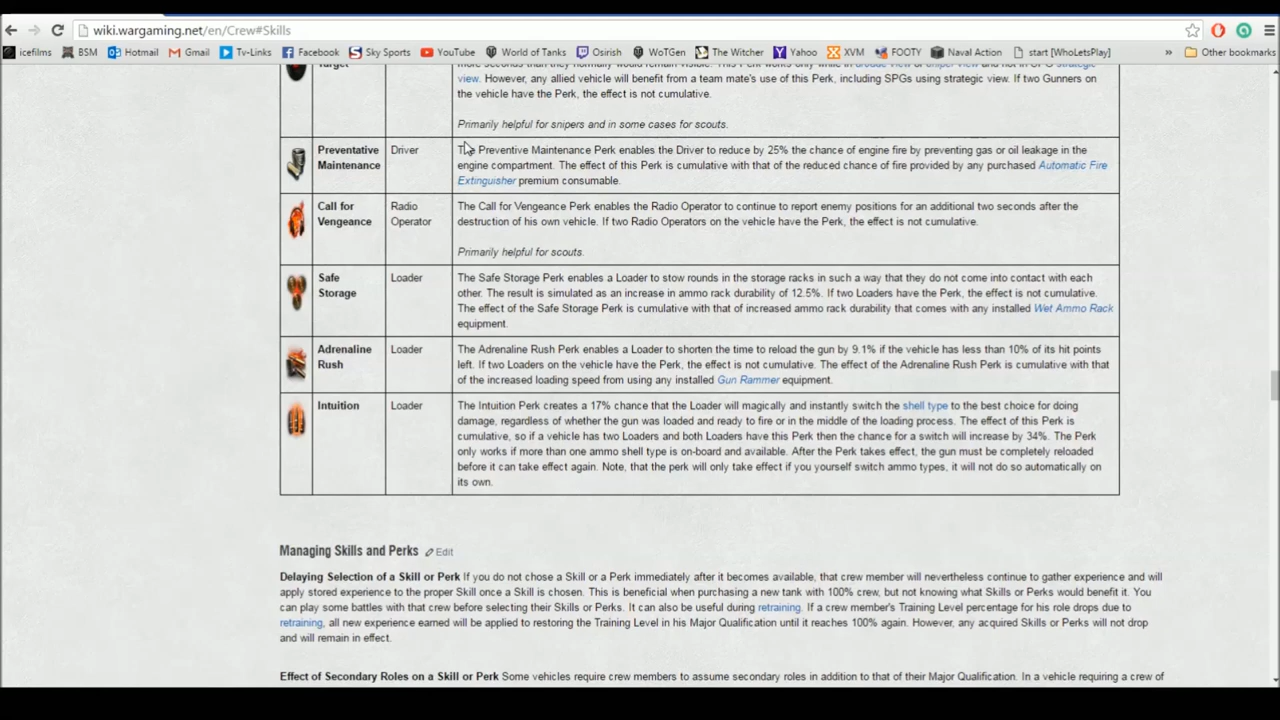 wiki.wargaming.net/en/Crew#Skills
icefilms BSM Hotmail Gmail Tv-Links Facebook Sky Sports YouTube World of Tanks Osirish WoTGen The Witcher Yahoo XVM FOOTY Naval Action start [WhoLetsPlay] » Other bookmarks
Target
more seconds than they normally would remain visible. This Perk works only while in arcade view or sniper view and not in SPG strategic
view. However, any allied vehicle will benefit from a team mate's use of this Perk, including SPGs using strategic view. If two Gunners on
the vehicle have the Perk, the effect is not cumulative.
Primarily helpful for snipers and in some cases for scouts.
Preventative
Maintenance
Driver
The Preventive Maintenance Perk enables the Driver to reduce by 25% the chance of engine fire by preventing gas or oil leakage in the
engine compartment. The effect of this Perk is cumulative with that of the reduced chance of fire provided by any purchased Automatic Fire
Extinguisher premium consumable.
Call for
Vengeance
Radio
Operator
The Call for Vengeance Perk enables the Radio Operator to continue to report enemy positions for an additional two seconds after the
destruction of his own vehicle. If two Radio Operators on the vehicle have the Perk, the effect is not cumulative.
Primarily helpful for scouts.
Safe
Storage
Loader
The Safe Storage Perk enables a Loader to stow rounds in the storage racks in such a way that they do not come into contact with each
other. The result is simulated as an increase in ammo rack durability of 12.5%. If two Loaders have the Perk, the effect is not cumulative.
The effect of the Safe Storage Perk is cumulative with that of increased ammo rack durability that comes with any installed Wet Ammo Rack
equipment.
Adrenaline
Rush
Loader
The Adrenaline Rush Perk enables a Loader to shorten the time to reload the gun by 9.1% if the vehicle has less than 10% of its hit points
left. If two Loaders on the vehicle have the Perk, the effect is not cumulative. The effect of the Adrenaline Rush Perk is cumulative with that
of the increased loading speed from using any installed Gun Rammer equipment.
Intuition
Loader
The Intuition Perk creates a 17% chance that the Loader will magically and instantly switch the shell type to the best choice for doing
damage, regardless of whether the gun was loaded and ready to fire or in the middle of the loading process. The effect of this Perk is
cumulative, so if a vehicle has two Loaders and both Loaders have this Perk then the chance for a switch will increase by 34%. The Perk
only works if more than one ammo shell type is on-board and available. After the Perk takes effect, the gun must be completely reloaded
before it can take effect again. Note, that the perk will only take effect if you yourself switch ammo types, it will not do so automatically on
its own.
Managing Skills and Perks Edit
Delaying Selection of a Skill or Perk If you do not chose a Skill or a Perk immediately after it becomes available, that crew member will nevertheless continue to gather experience and will
apply stored experience to the proper Skill once a Skill is chosen. This is beneficial when purchasing a new tank with 100% crew, but not knowing what Skills or Perks would benefit it. You
can play some battles with that crew before selecting their Skills or Perks. It can also be useful during retraining. If a crew member's Training Level percentage for his role drops due to
retraining, all new experience earned will be applied to restoring the Training Level in his Major Qualification until it reaches 100% again. However, any acquired Skills or Perks will not drop
and will remain in effect.
Effect of Secondary Roles on a Skill or Perk Some vehicles require crew members to assume secondary roles in addition to that of their Major Qualification. In a vehicle requiring a crew of